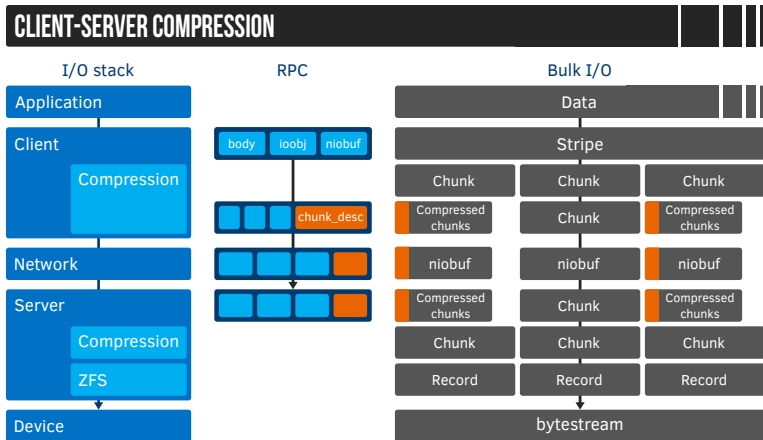 CLIENT-SERVER COMPRESSION
I/O stack
RPC
Bulk I/O
Application
Data
Client
body
ioobj
niobuf
Stripe
Compression
Chunk
Chunk
Chunk
chunk_desc
Compressed
chunks
Chunk
Compressed
chunks
Network
niobuf
niobuf
niobuf
Server
Compressed
chunks
Chunk
Compressed
chunks
Compression
Chunk
Chunk
Chunk
ZFS
Record
Record
Record
Device
bytestream